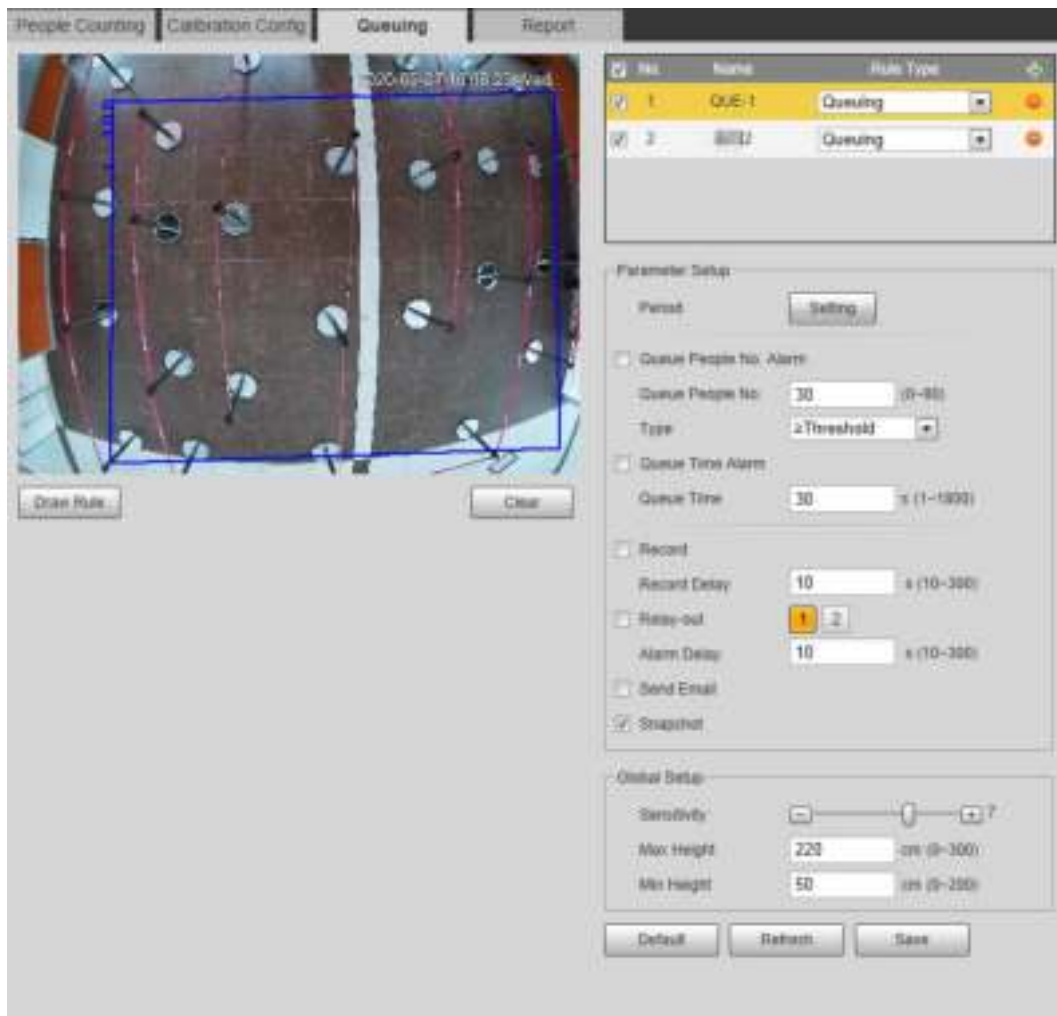 People Counting Calibration Config Queuing Report
No. Name Rule Type
1 QUE-1 Queuing
2 Queuing
Parameter Setup
Period Setting
Queue People No. Alarm
Queue People No. 30
Type ≥Threshold
Queue Time Alarm
Queue Time 30 s (1~1800)
Draw Rule Clear
Record
Record Delay 10 s (10~300)
Relay-out 1 2
Alarm Delay 10 s (10~300)
Send Email
Snapshot
Global Setup
Sensitivity - + 7
Max Height 220 cm (0~300)
Min Height 50 cm (0~200)
Default Refresh Save